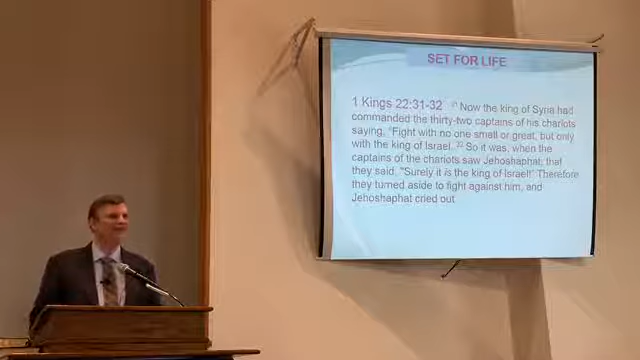 SET FOR LIFE
1 Kings 22:31-32 31 Now the king of Syria had
commanded the thirty-two captains of his chariots
saying, "Fight with no one small or great, but only
with the king of Israel. 32 So it was, when the
captains of the chariots saw Jehoshaphat, that
they said, "Surely it is the king of Israel!" Therefore
they turned aside to fight against him, and
Jehoshaphat cried out.